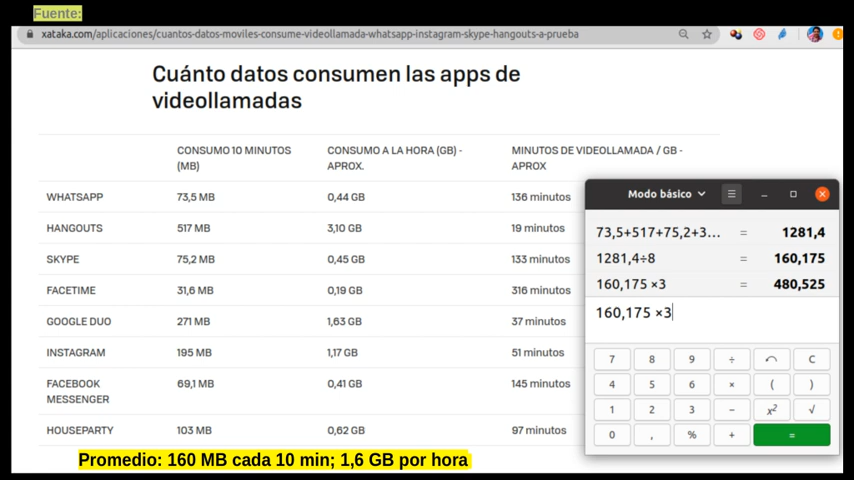 Fuente:
xataka.com/aplicaciones/cuantos-datos-moviles-consume-videollamada-whatsapp-instagram-skype-hangouts-a-prueba
Cuánto datos consumen las apps de
videollamadas
CONSUMO 10 MINUTOS (MB)
CONSUMO A LA HORA (GB) - APROX.
MINUTOS DE VIDEOLLAMADA / GB - APROX
WHATSAPP 73,5 MB 0,44 GB 136 minutos
HANGOUTS 517 MB 3,10 GB 19 minutos
SKYPE 75,2 MB 0,45 GB 133 minutos
FACETIME 31,6 MB 0,19 GB 316 minutos
GOOGLE DUO 271 MB 1,63 GB 37 minutos
INSTAGRAM 195 MB 1,17 GB 51 minutos
FACEBOOK MESSENGER 69,1 MB 0,41 GB 145 minutos
HOUSEPARTY 103 MB 0,62 GB 97 minutos
Modo básico
73,5+517+75,2+3... = 1281,4
1281,4÷8 = 160,175
160,175 ×3 = 480,525
160,175 ×3
7 8 9 ÷ C
4 5 6 × ( )
1 2 3 − x² √
0 , % + =
Promedio: 160 MB cada 10 min; 1,6 GB por hora